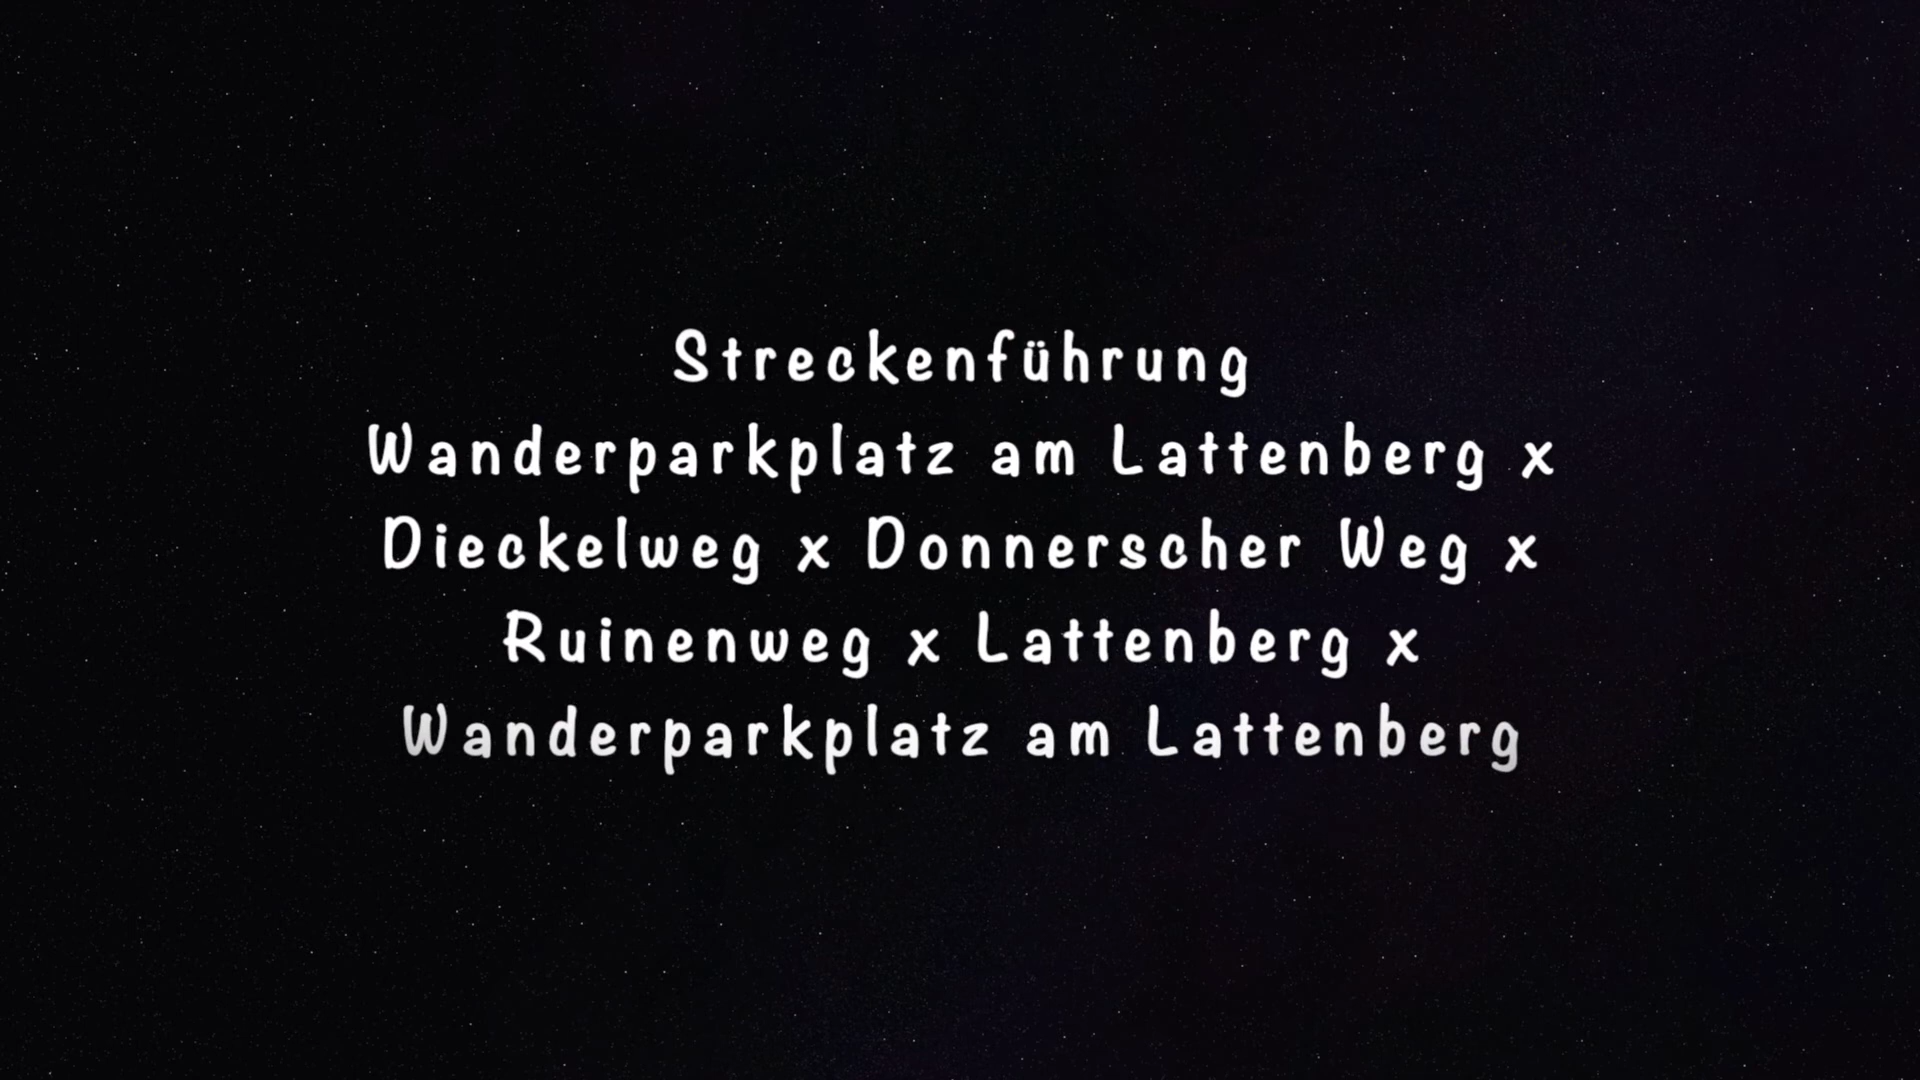 Streckenführung
Wanderparkplatz am Lattenberg x
Dieckelweg x Donnerscher Weg x
Ruinenweg x Lattenberg x
Wanderparkplatz am Lattenberg